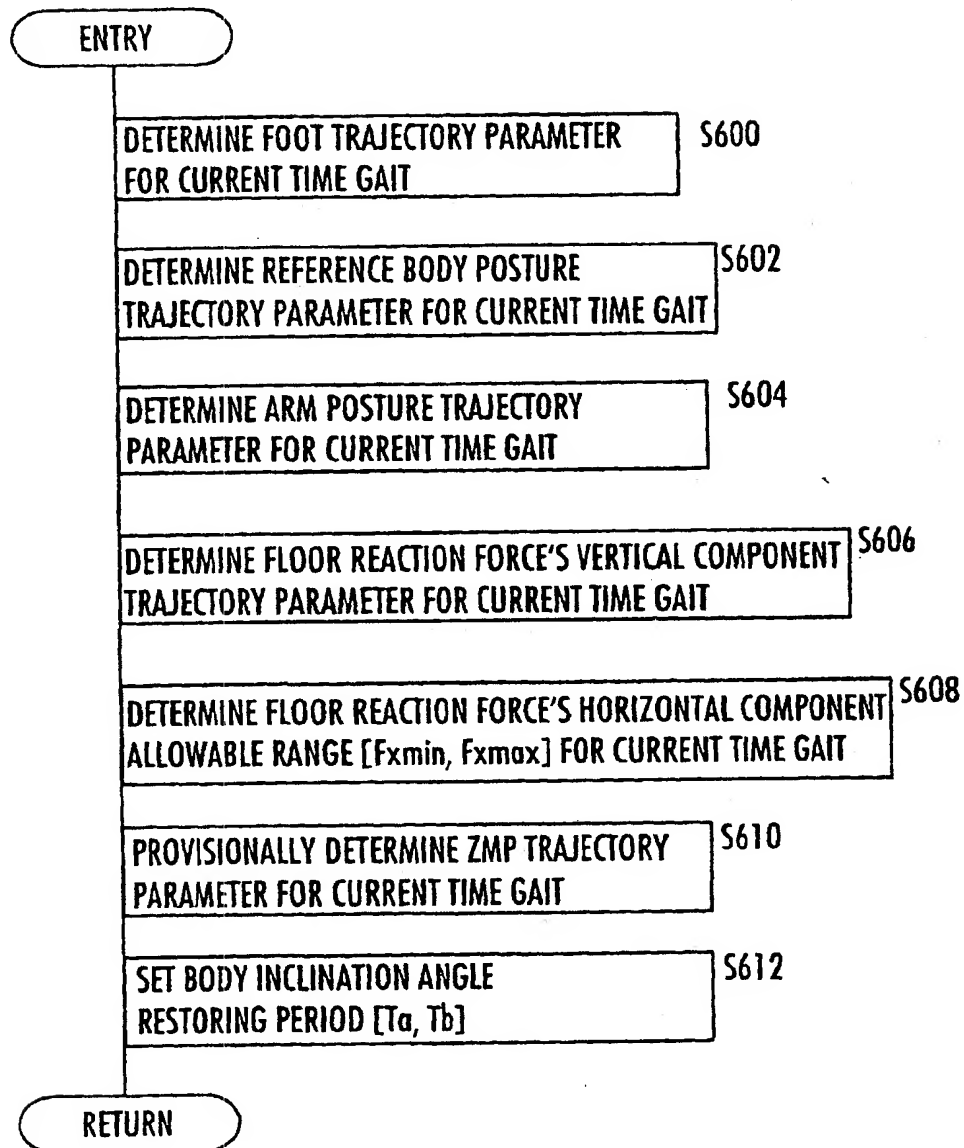 ENTRY
DETERMINE FOOT TRAJECTORY PARAMETER
FOR CURRENT TIME GAIT
S600
DETERMINE REFERENCE BODY POSTURE
TRAJECTORY PARAMETER FOR CURRENT TIME GAIT
S602
DETERMINE ARM POSTURE TRAJECTORY
PARAMETER FOR CURRENT TIME GAIT
S604
DETERMINE FLOOR REACTION FORCE'S VERTICAL COMPONENT
TRAJECTORY PARAMETER FOR CURRENT TIME GAIT
S606
DETERMINE FLOOR REACTION FORCE'S HORIZONTAL COMPONENT
ALLOWABLE RANGE [Fxmin, Fxmax] FOR CURRENT TIME GAIT
S608
PROVISIONALLY DETERMINE ZMP TRAJECTORY
PARAMETER FOR CURRENT TIME GAIT
S610
SET BODY INCLINATION ANGLE
RESTORING PERIOD [Ta, Tb]
S612
RETURN